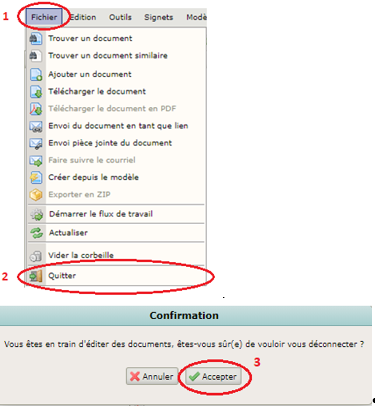 1 Fichier Edition Outils Signets Modè
Trouver un document
Trouver un document similaire
Ajouter un document
Télécharger le document
Télécharger le document en PDF
Envoi du document en tant que lien
Envoi pièce jointe du document
Faire suivre le courriel
Créer depuis le modèle
Exporter en ZIP
Démarrer le flux de travail
Actualiser
Vider la corbeille
2 Quitter
Confirmation
Vous êtes en train d'éditer des documents, êtes-vous sûr(e) de vouloir vous déconnecter ?
3
Annuler Accepter